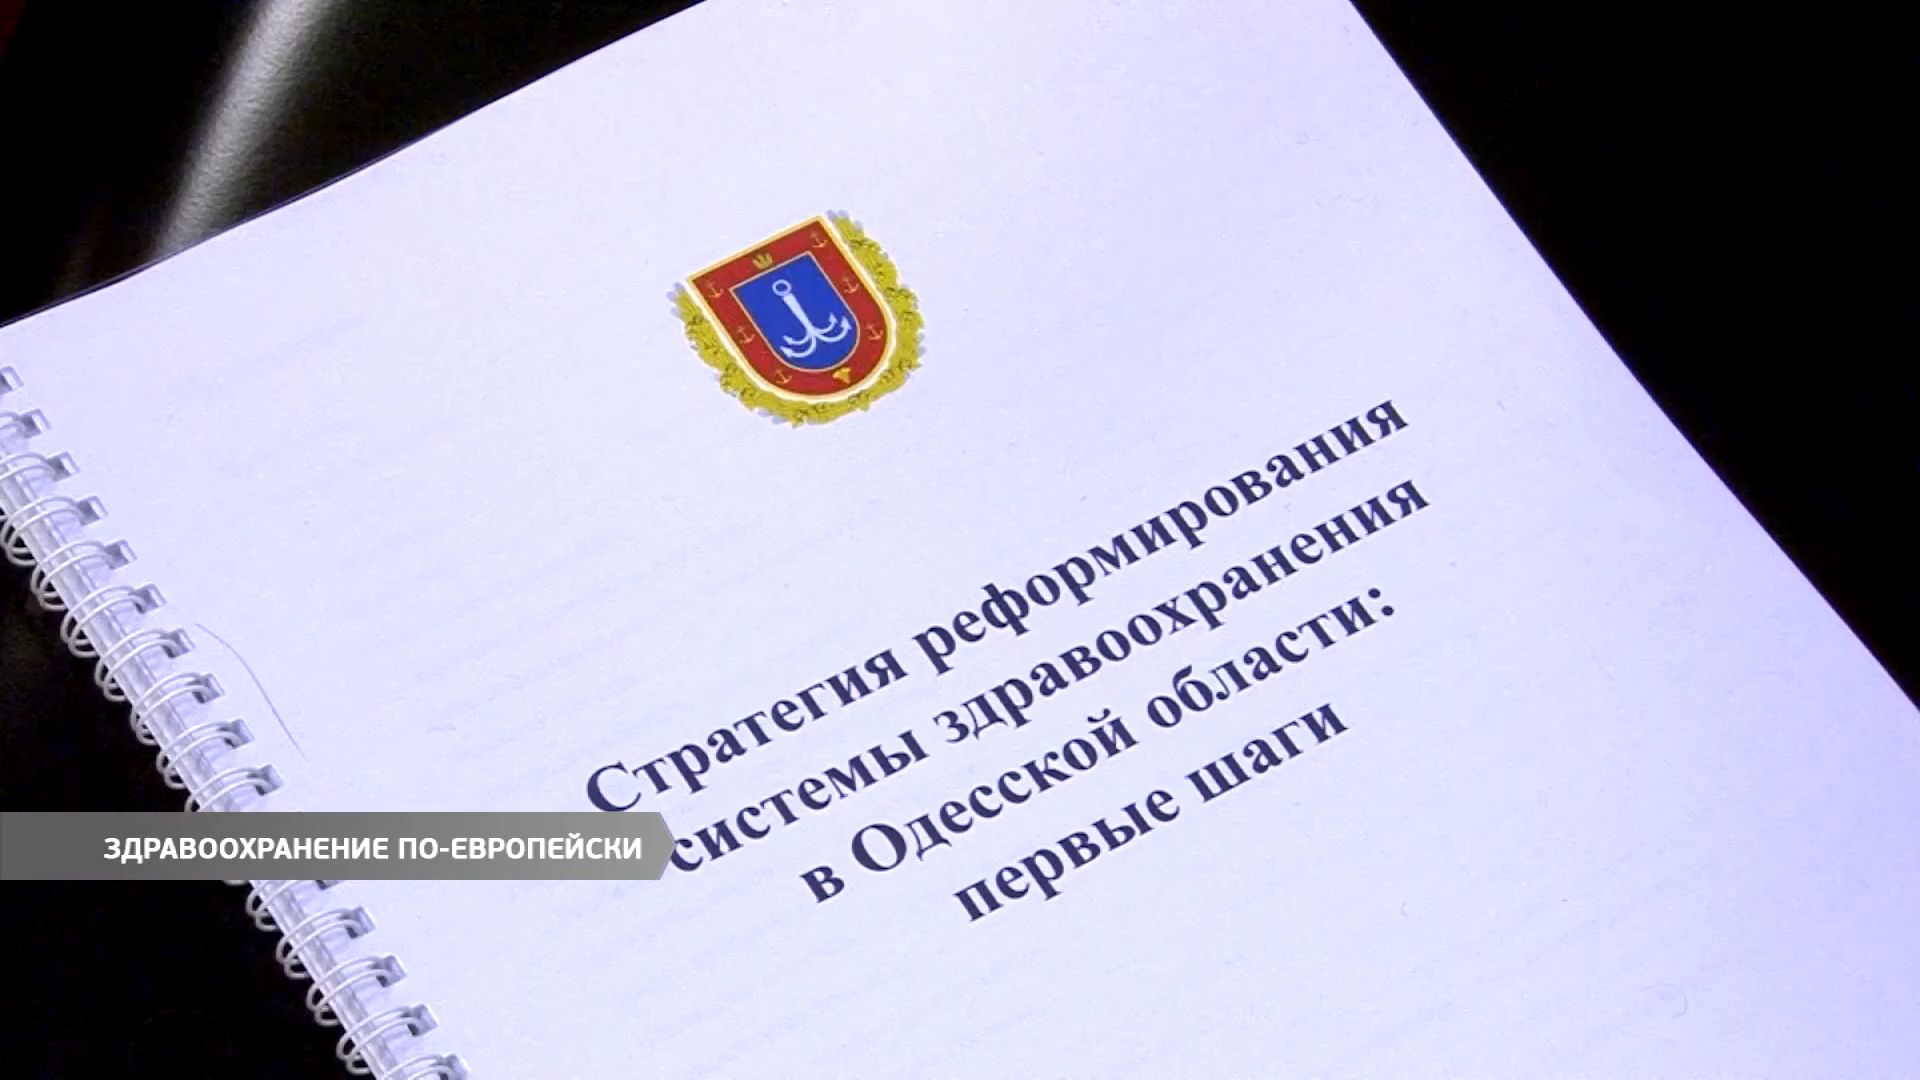 Стратегия реформирования
системы здравоохранения
в Одесской области:
первые шаги
ЗДРАВООХРАНЕНИЕ ПО-ЕВРОПЕЙСКИ